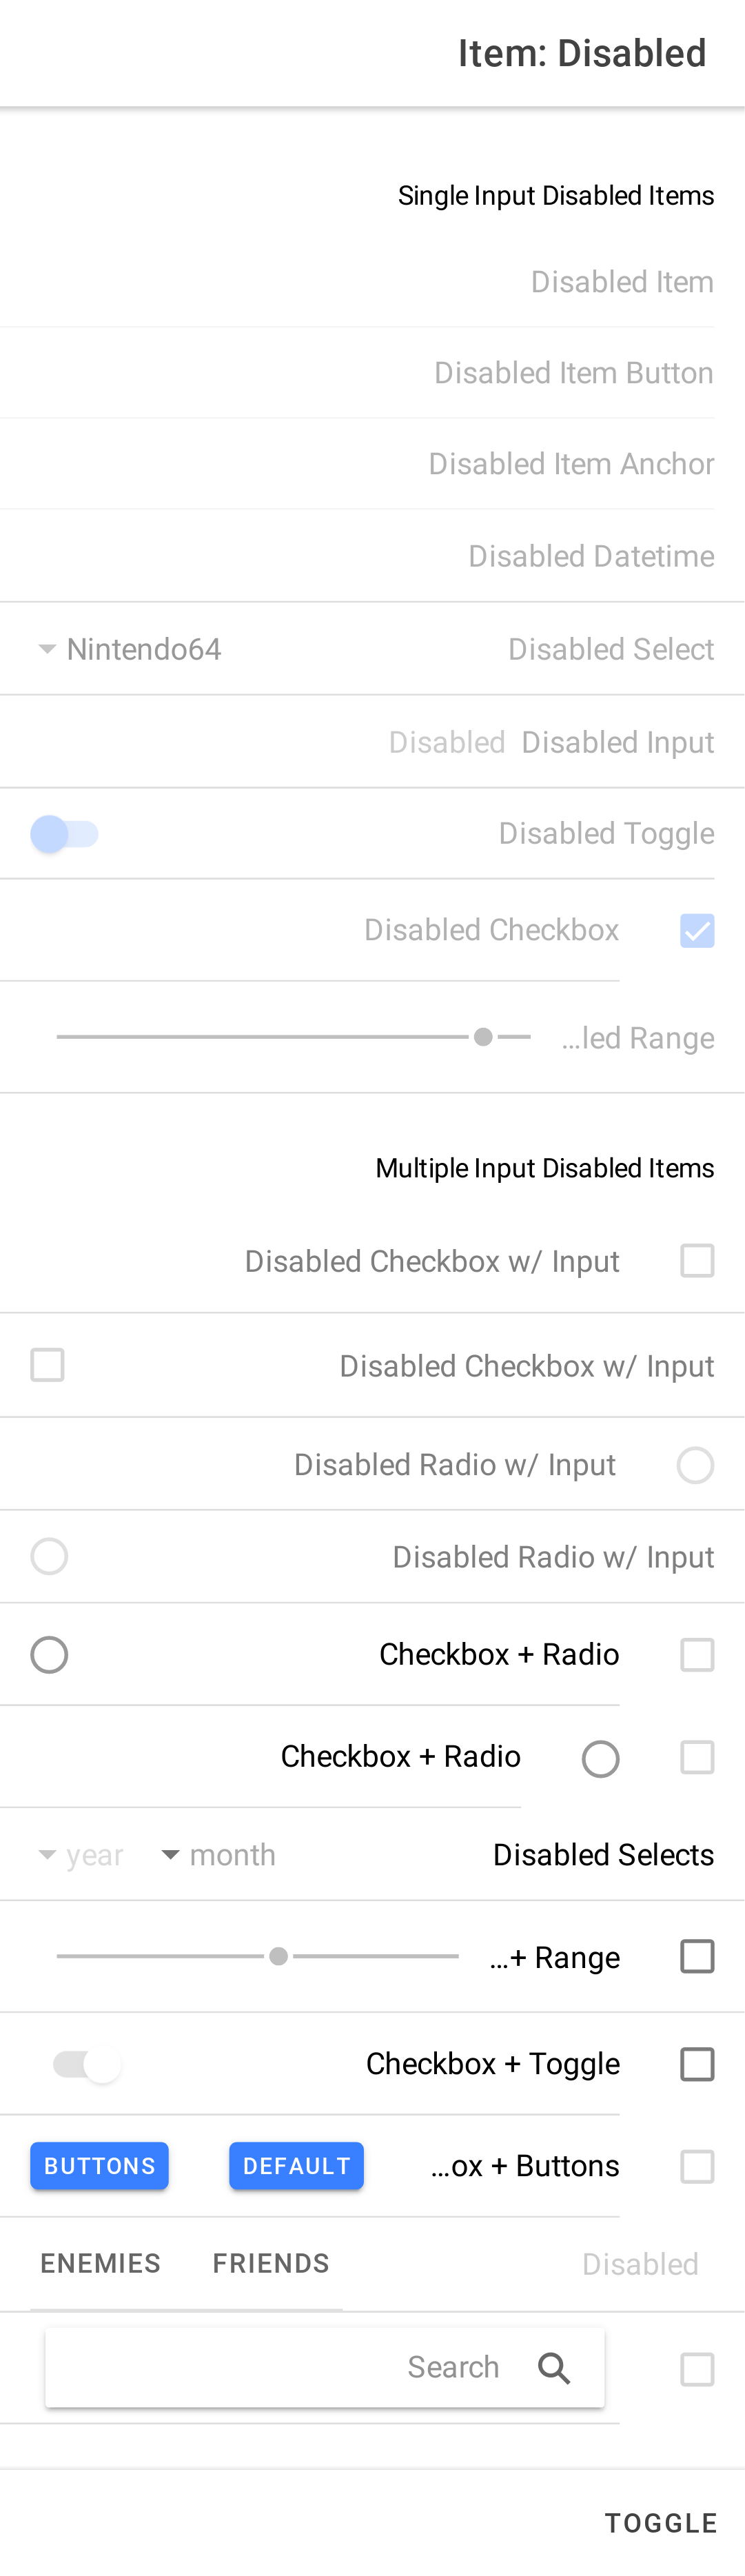 Item: Disabled
Single Input Disabled Items
Disabled Item
Disabled Item Button
Disabled Item Anchor
Disabled Datetime
Disabled Select Nintendo64
Disabled Input Disabled
Disabled Toggle
Disabled Checkbox
...led Range
Multiple Input Disabled Items
Disabled Checkbox w/ Input
Disabled Checkbox w/ Input
Disabled Radio w/ Input
Disabled Radio w/ Input
Checkbox + Radio
Checkbox + Radio
Disabled Selects month year
...+ Range
Checkbox + Toggle
...ox + Buttons DEFAULT BUTTONS
Disabled FRIENDS ENEMIES
Search
TOGGLE